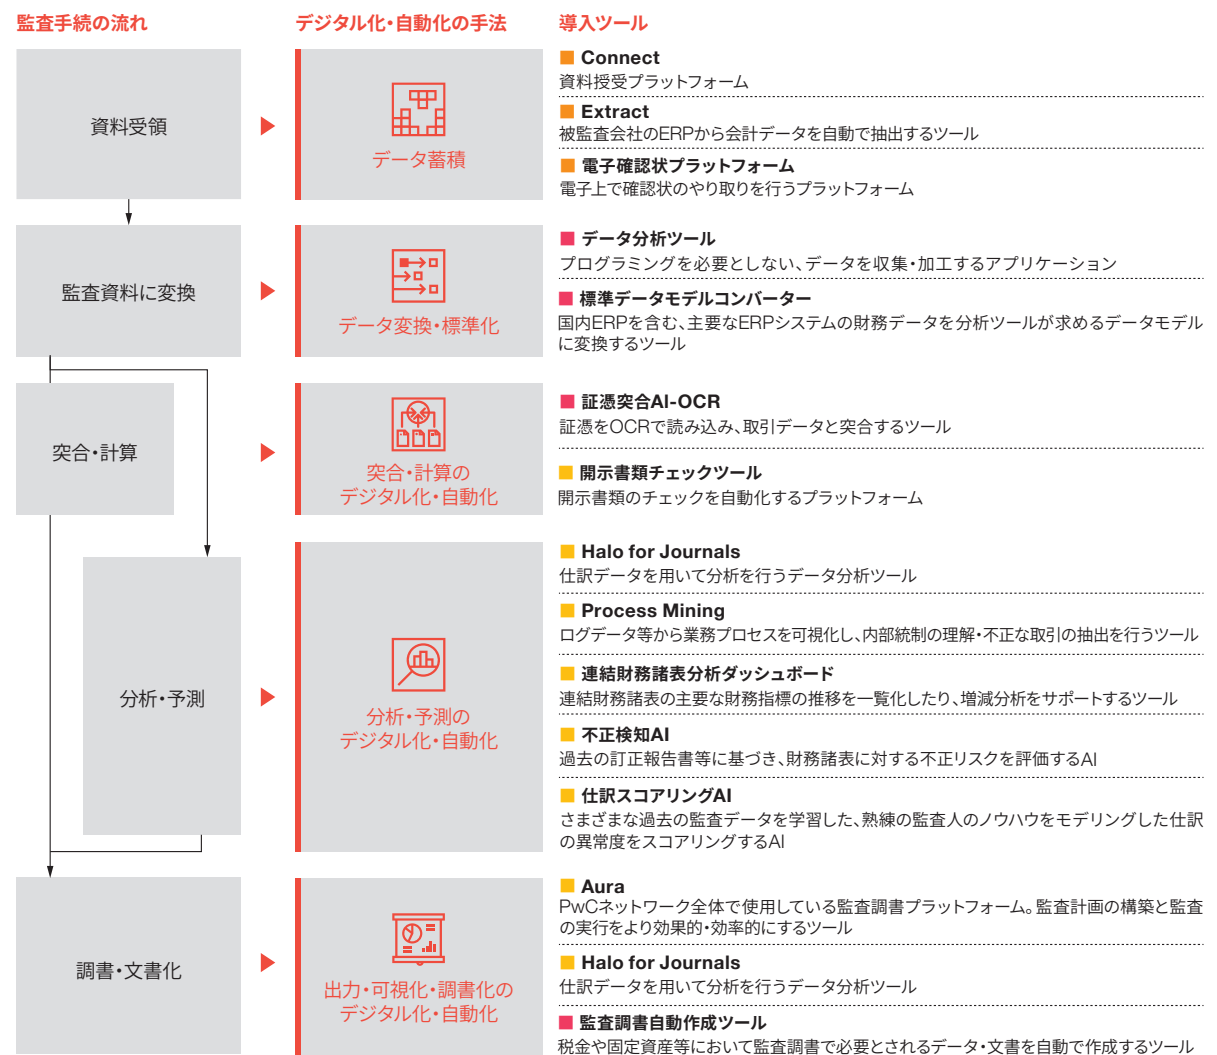 監査手続の流れ
デジタル化・自動化の手法
導入ツール
資料受領
データ蓄積
Connect
資料授受プラットフォーム
Extract
被監査会社のERPから会計データを自動で抽出するツール
電子確認状プラットフォーム
電子上で確認状のやり取りを行うプラットフォーム
監査資料に変換
データ変換・標準化
データ分析ツール
プログラミングを必要としない、データを収集・加工するアプリケーション
標準データモデルコンバーター
国内ERPを含む、主要なERPシステムの財務データを分析ツールが求めるデータモデル
に変換するツール
突合・計算
突合・計算の
デジタル化・自動化
証憑突合AI-OCR
証憑をOCRで読み込み、取引データと突合するツール
開示書類チェックツール
開示書類のチェックを自動化するプラットフォーム
分析・予測
分析・予測の
デジタル化・自動化
Halo for Journals
仕訳データを用いて分析を行うデータ分析ツール
Process Mining
ログデータ等から業務プロセスを可視化し、内部統制の理解・不正な取引の抽出を行うツール
連結財務諸表分析ダッシュボード
連結財務諸表の主要な財務指標の推移を一覧化したり、増減分析をサポートするツール
不正検知AI
過去の訂正報告書等に基づき、財務諸表に対する不正リスクを評価するAI
仕訳スコアリングAI
さまざまな過去の監査データを学習した、熟練の監査人のノウハウをモデリングした仕訳
の異常度をスコアリングするAI
調書・文書化
出力・可視化・調書化の
デジタル化・自動化
Aura
PwCネットワーク全体で使用している監査調書プラットフォーム。監査計画の構築と監査
の実行をより効果的・効率的にするツール
Halo for Journals
仕訳データを用いて分析を行うデータ分析ツール
監査調書自動作成ツール
税金や固定資産等において監査調書で必要とされるデータ・文書を自動で作成するツール